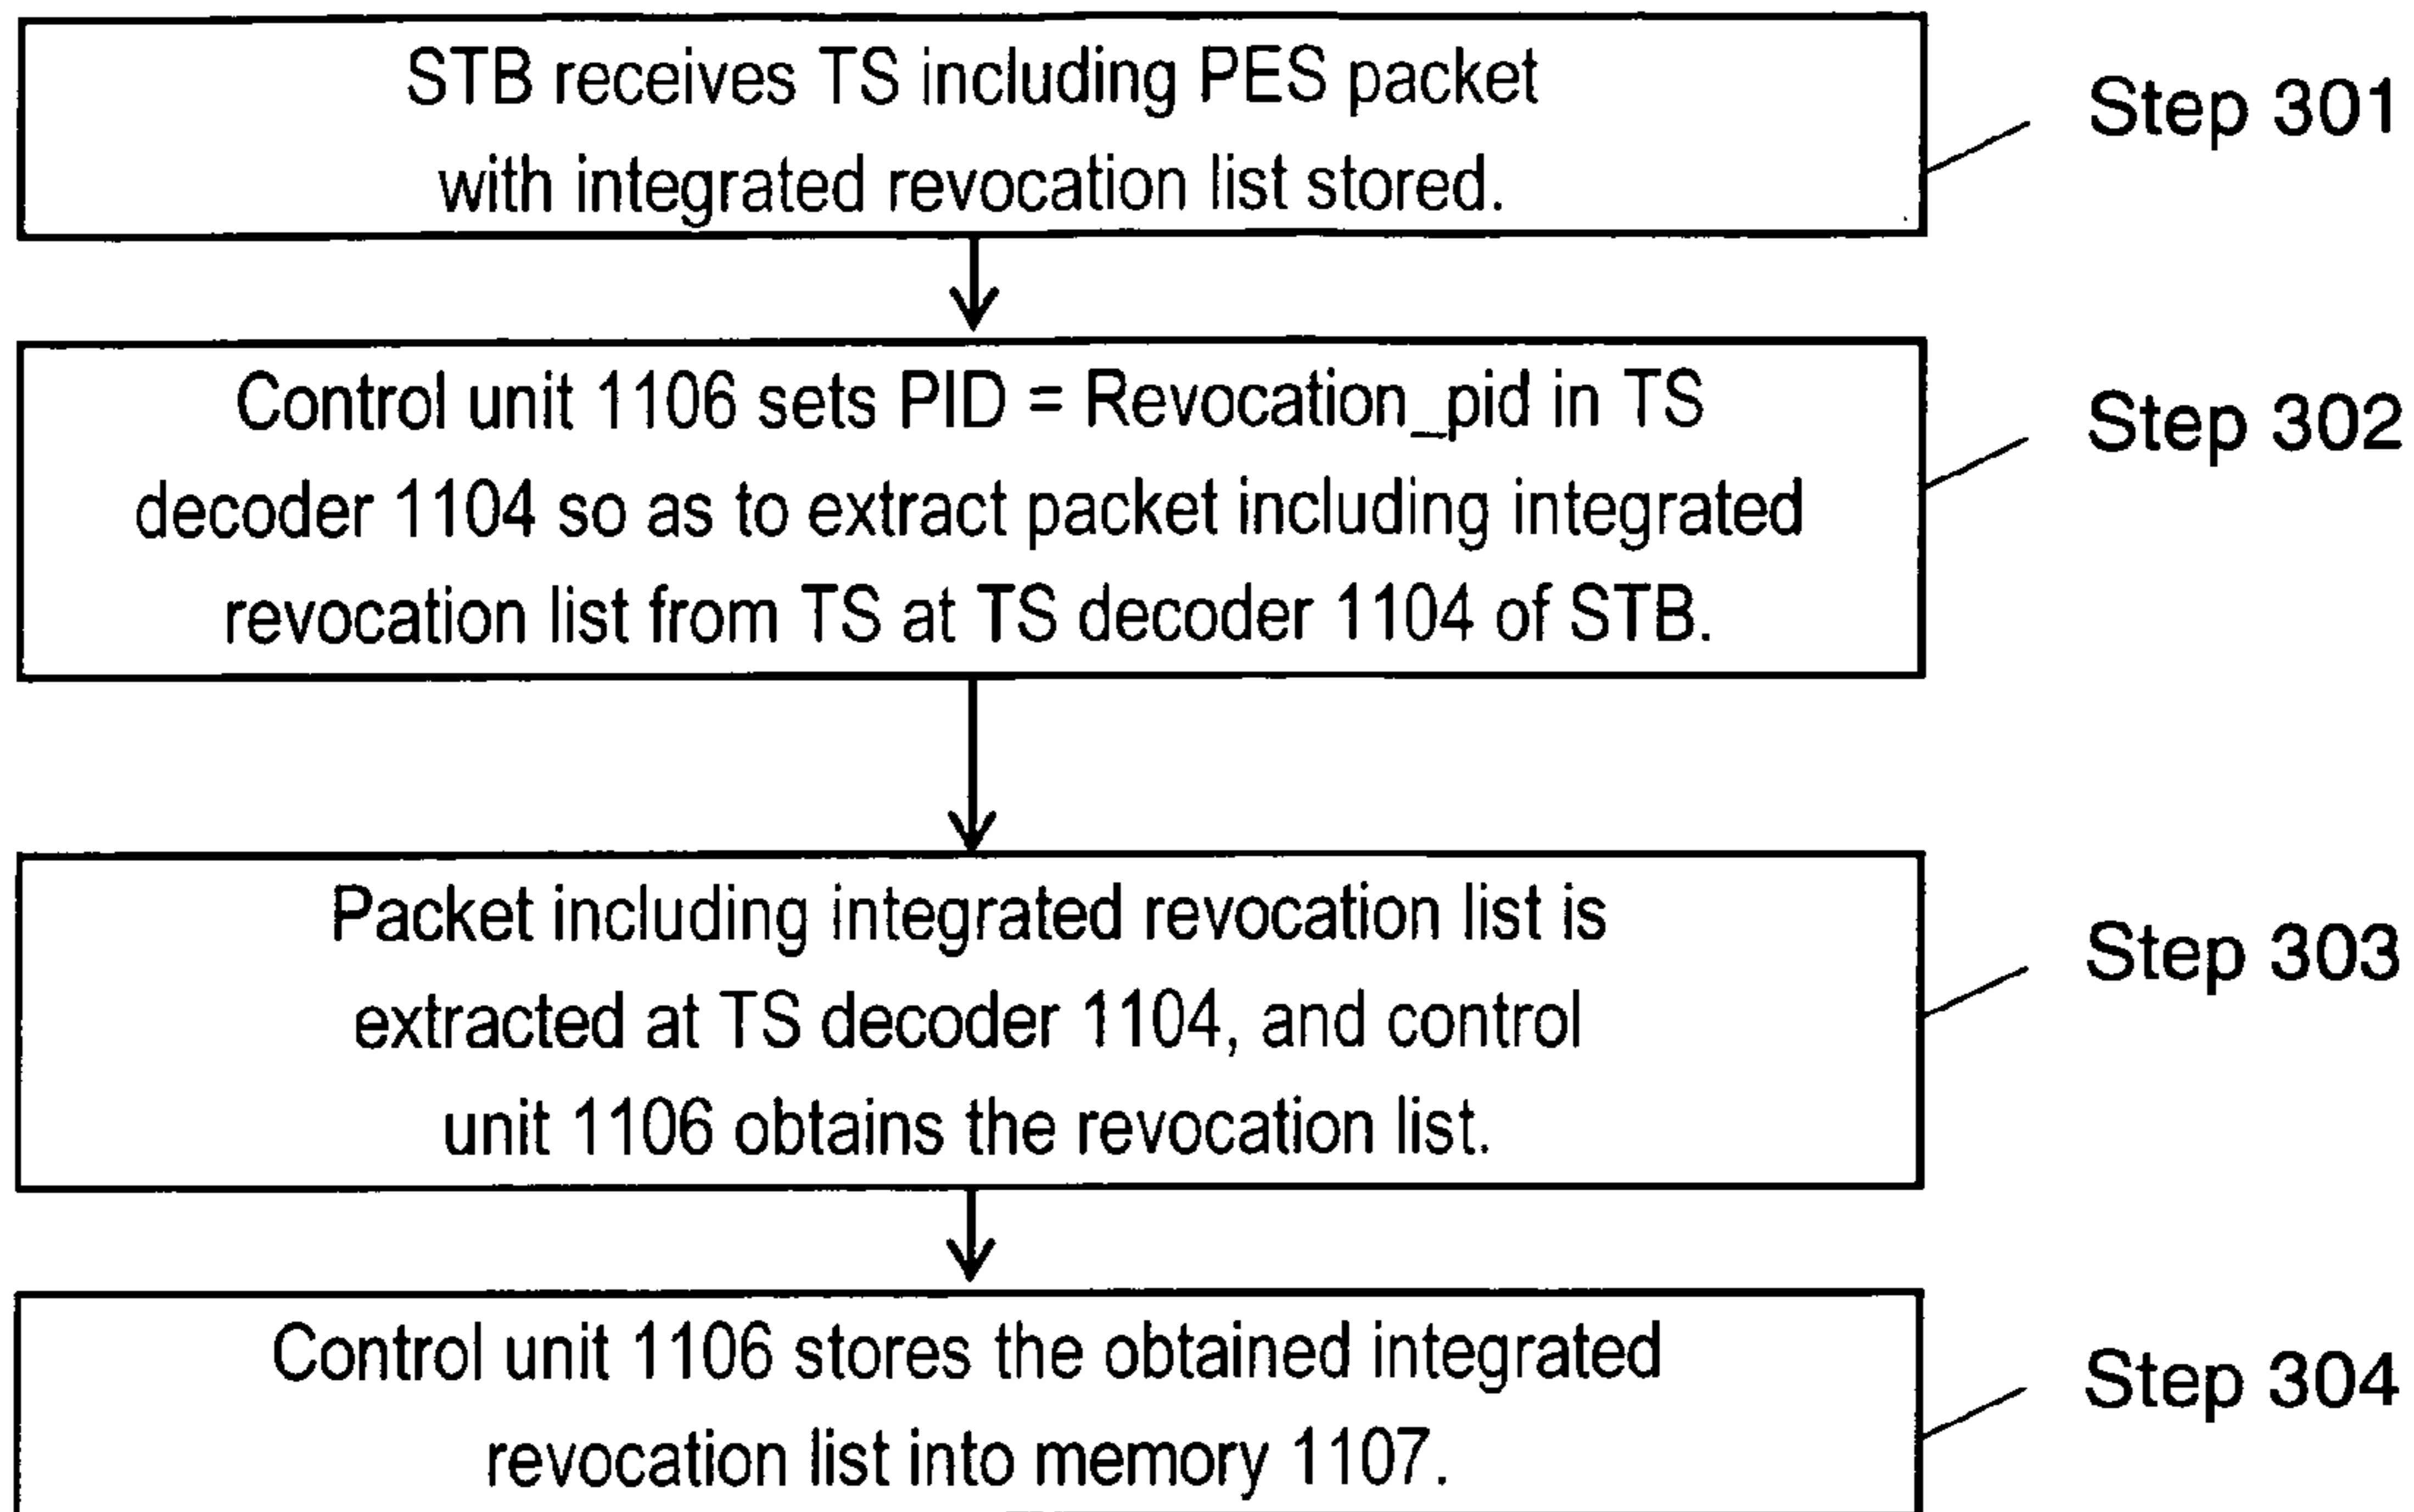 STB receives TS including PES packet
with integrated revocation list stored.
Step 301
Control unit 1106 sets PID = Revocation_pid in TS
decoder 1104 so as to extract packet including integrated
revocation list from TS at TS decoder 1104 of STB.
Step 302
Packet including integrated revocation list is
extracted at TS decoder 1104, and control
unit 1106 obtains the revocation list.
Step 303
Control unit 1106 stores the obtained integrated
revocation list into memory 1107.
Step 304